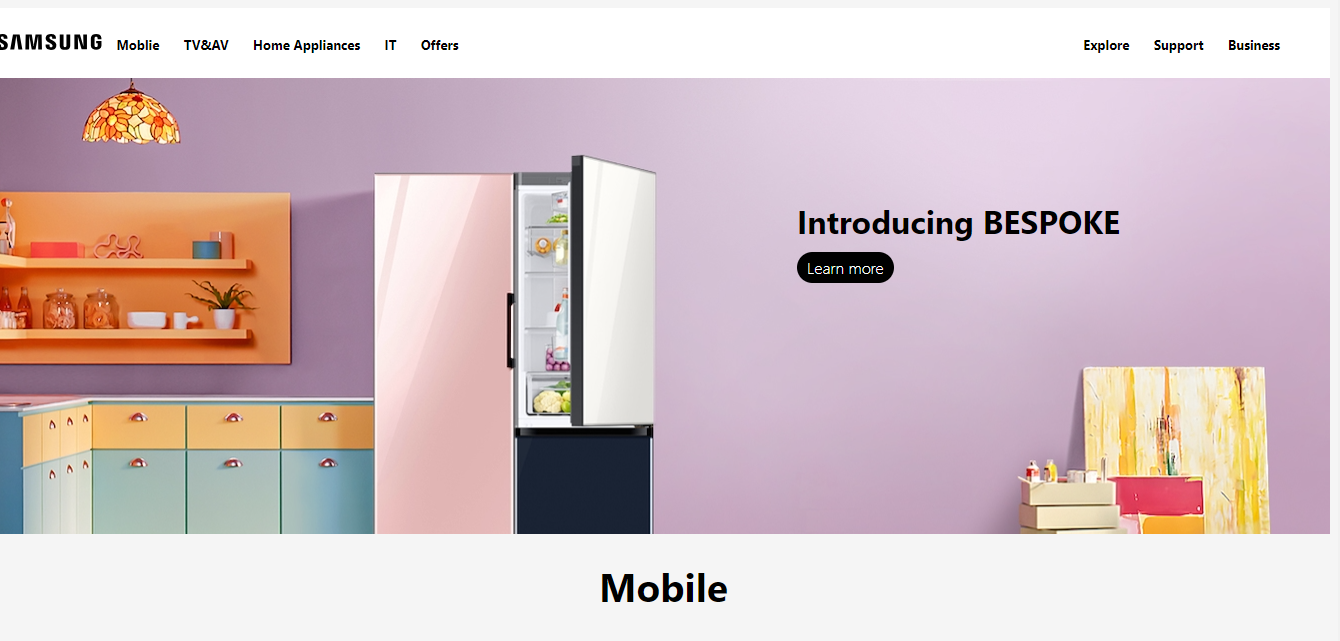 SAMSUNG Moblie TV&AV Home Appliances IT Offers Explore Support Business
Introducing BESPOKE
Learn more
Mobile